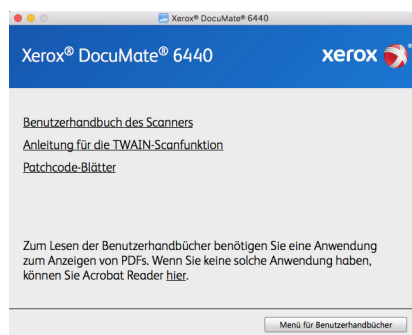 Xerox® DocuMate® 6440
Xerox® DocuMate® 6440
xerox
Benutzerhandbuch des Scanners
Anleitung für die TWAIN-Scanfunktion
Patchcode-Blätter
Zum Lesen der Benutzerhandbücher benötigen Sie eine Anwendung
zum Anzeigen von PDFs. Wenn Sie keine solche Anwendung haben,
können Sie Acrobat Reader hier.
Menü für Benutzerhandbücher